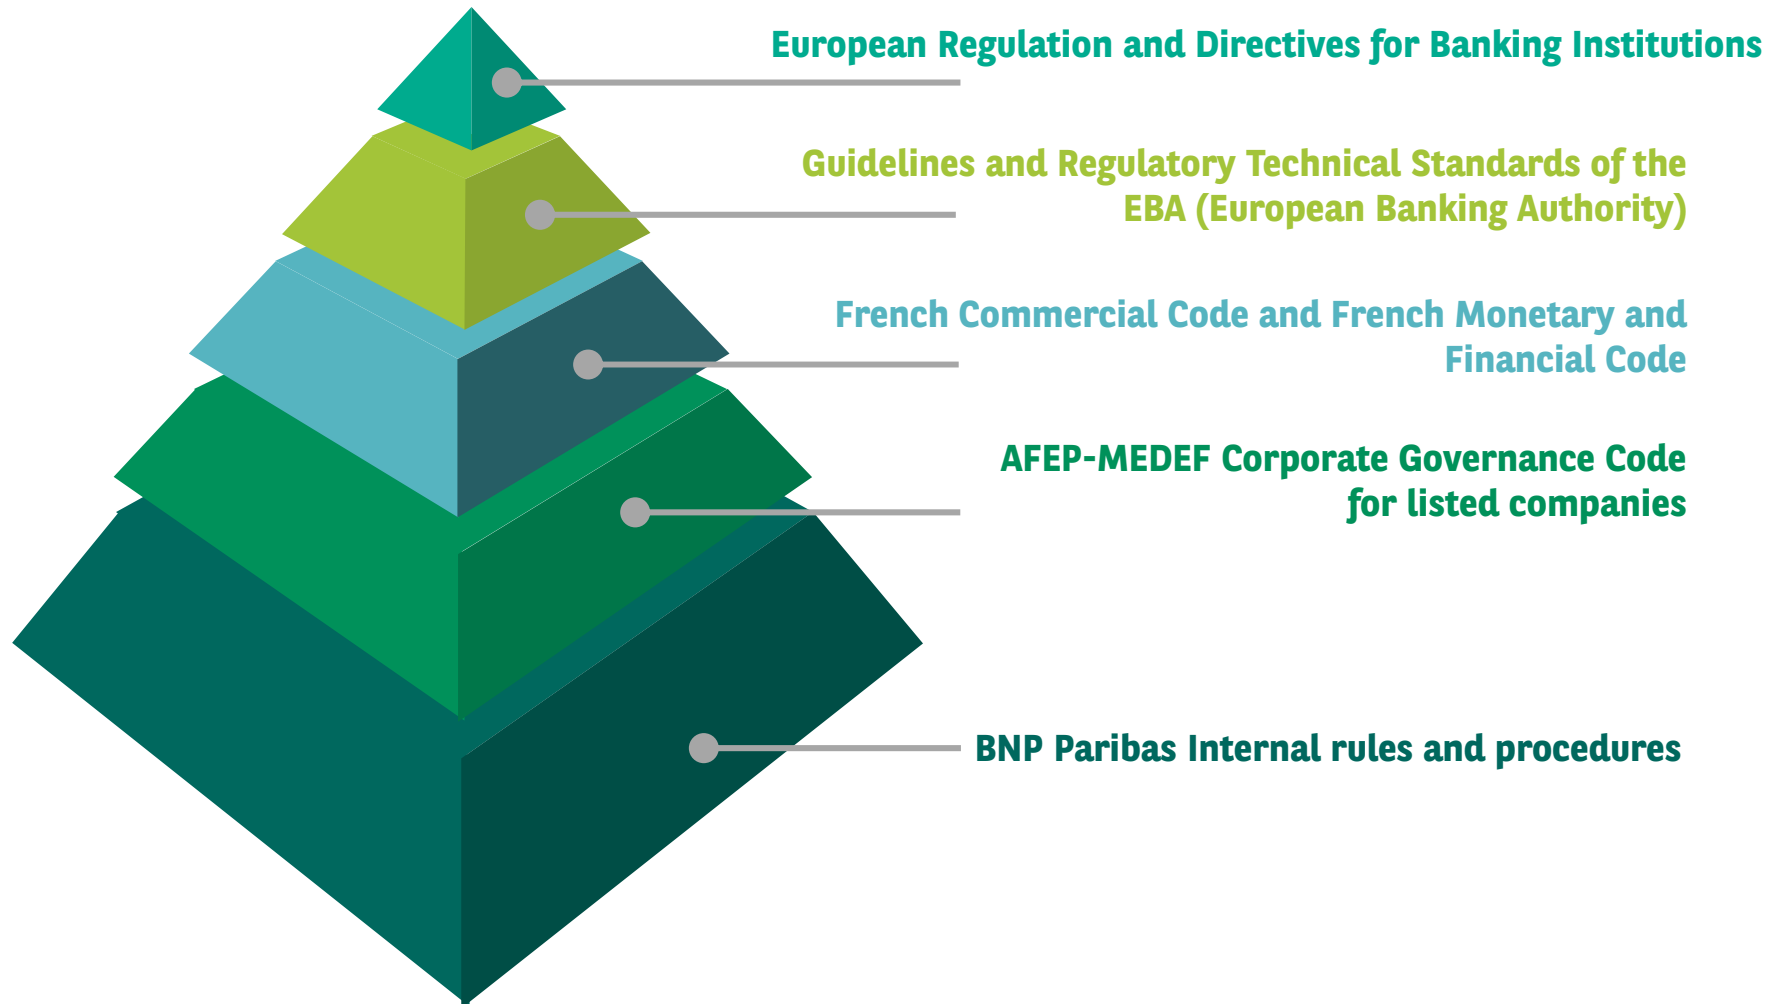 European Regulation and Directives for Banking Institutions
Guidelines and Regulatory Technical Standards of the
EBA (European Banking Authority)
French Commercial Code and French Monetary and
Financial Code
AFEP-MEDEF Corporate Governance Code
for listed companies
BNP Paribas Internal rules and procedures